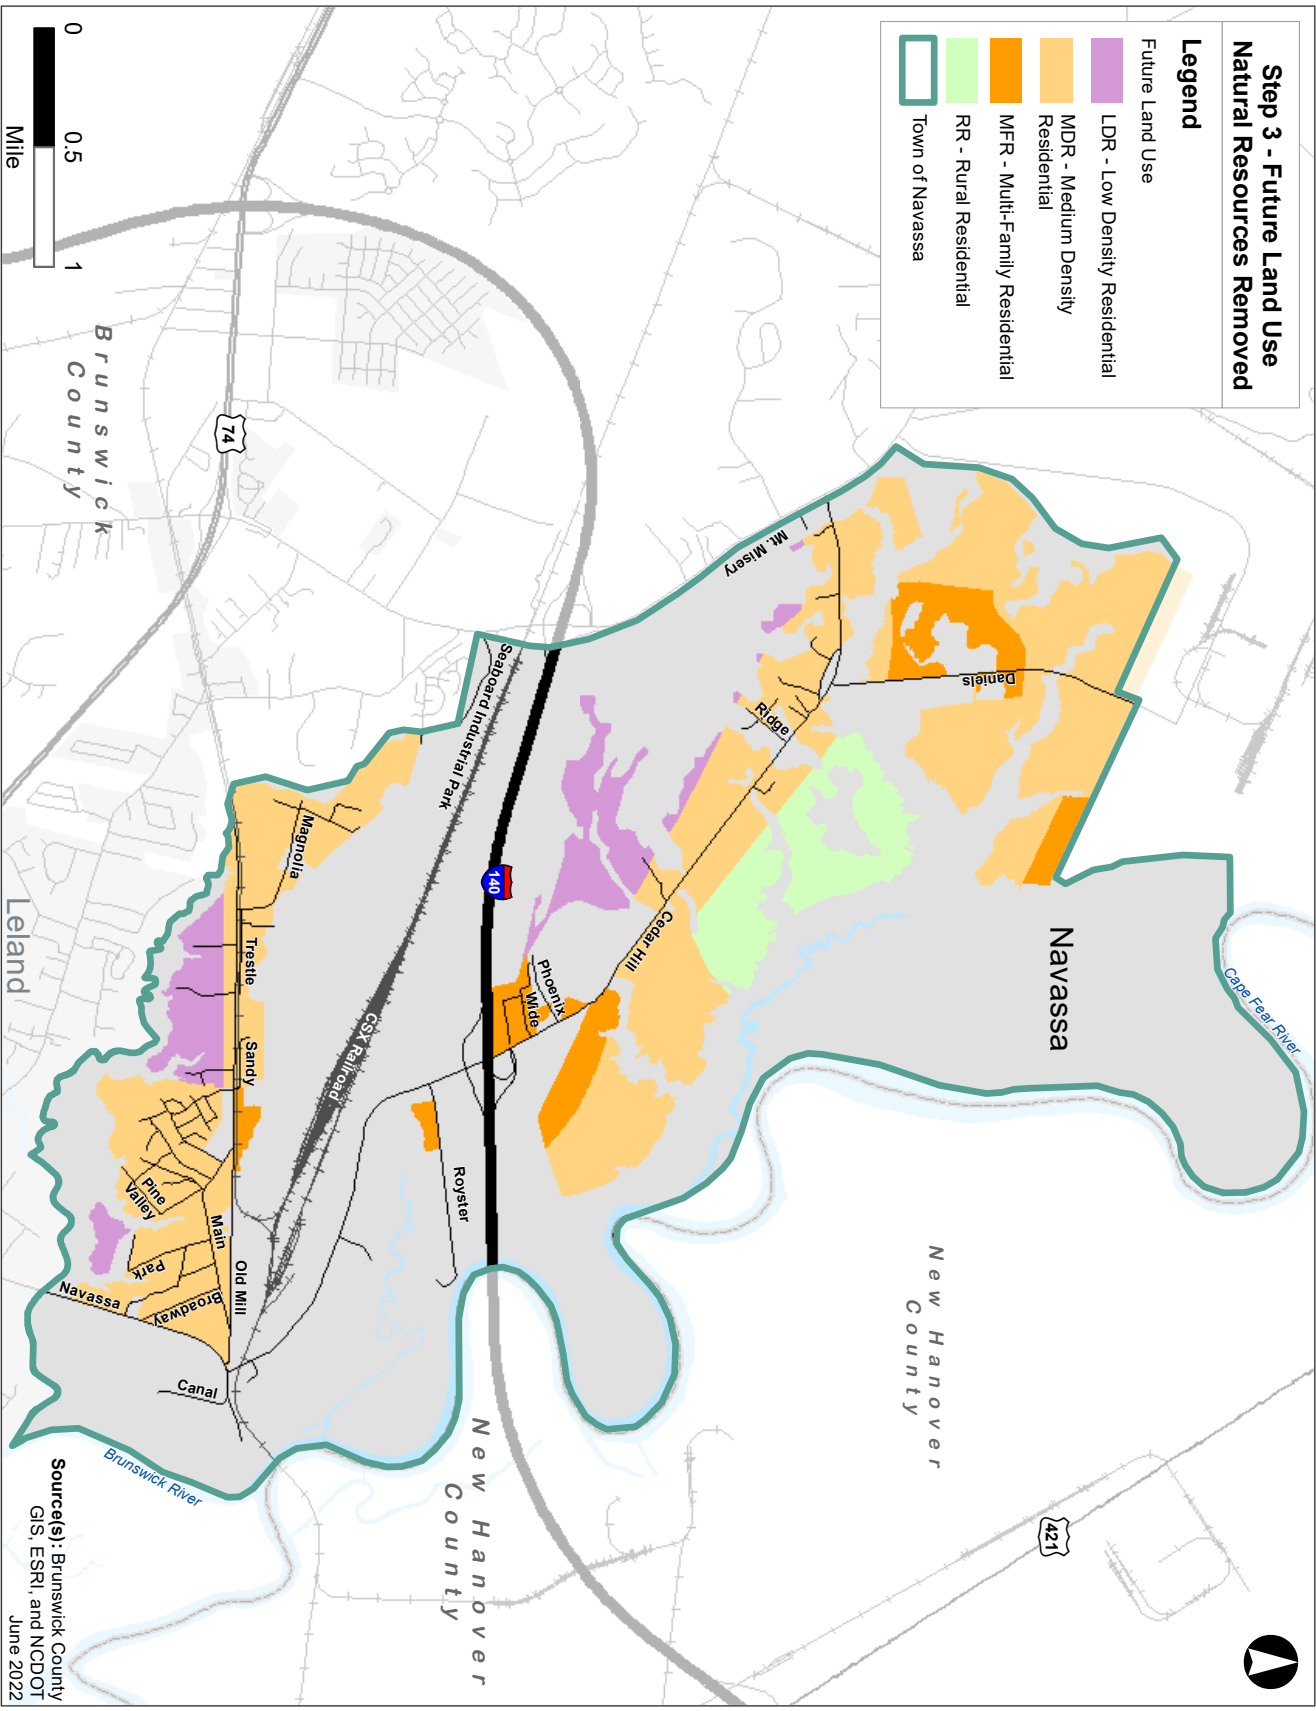 Step 3 - Future Land Use
Natural Resources Removed
Legend
Future Land Use
LDR - Low Density Residential
MDR - Medium Density
Residential
MFR - Multi-Family Residential
RR - Rural Residential
Town of Navassa
Cape Fear River
Navassa
Daniels
Mt. Misery
Ridge
Cedar Hill
Phoenix
Wide
140
Seaboard Industrial Park
CSX Railroad
Royster
Magnolia
Trestle
Sandy
Pine
Valley
Main
Old Mill
Park
Broadway
Navassa
Canal
Brunswick River
Leland
74
421
Brunswick
County
New Hanover
County
New Hanover
County
0
0.5
1
Mile
Source(s): Brunswick County
GIS, ESRI, and NCDOT
June 2022